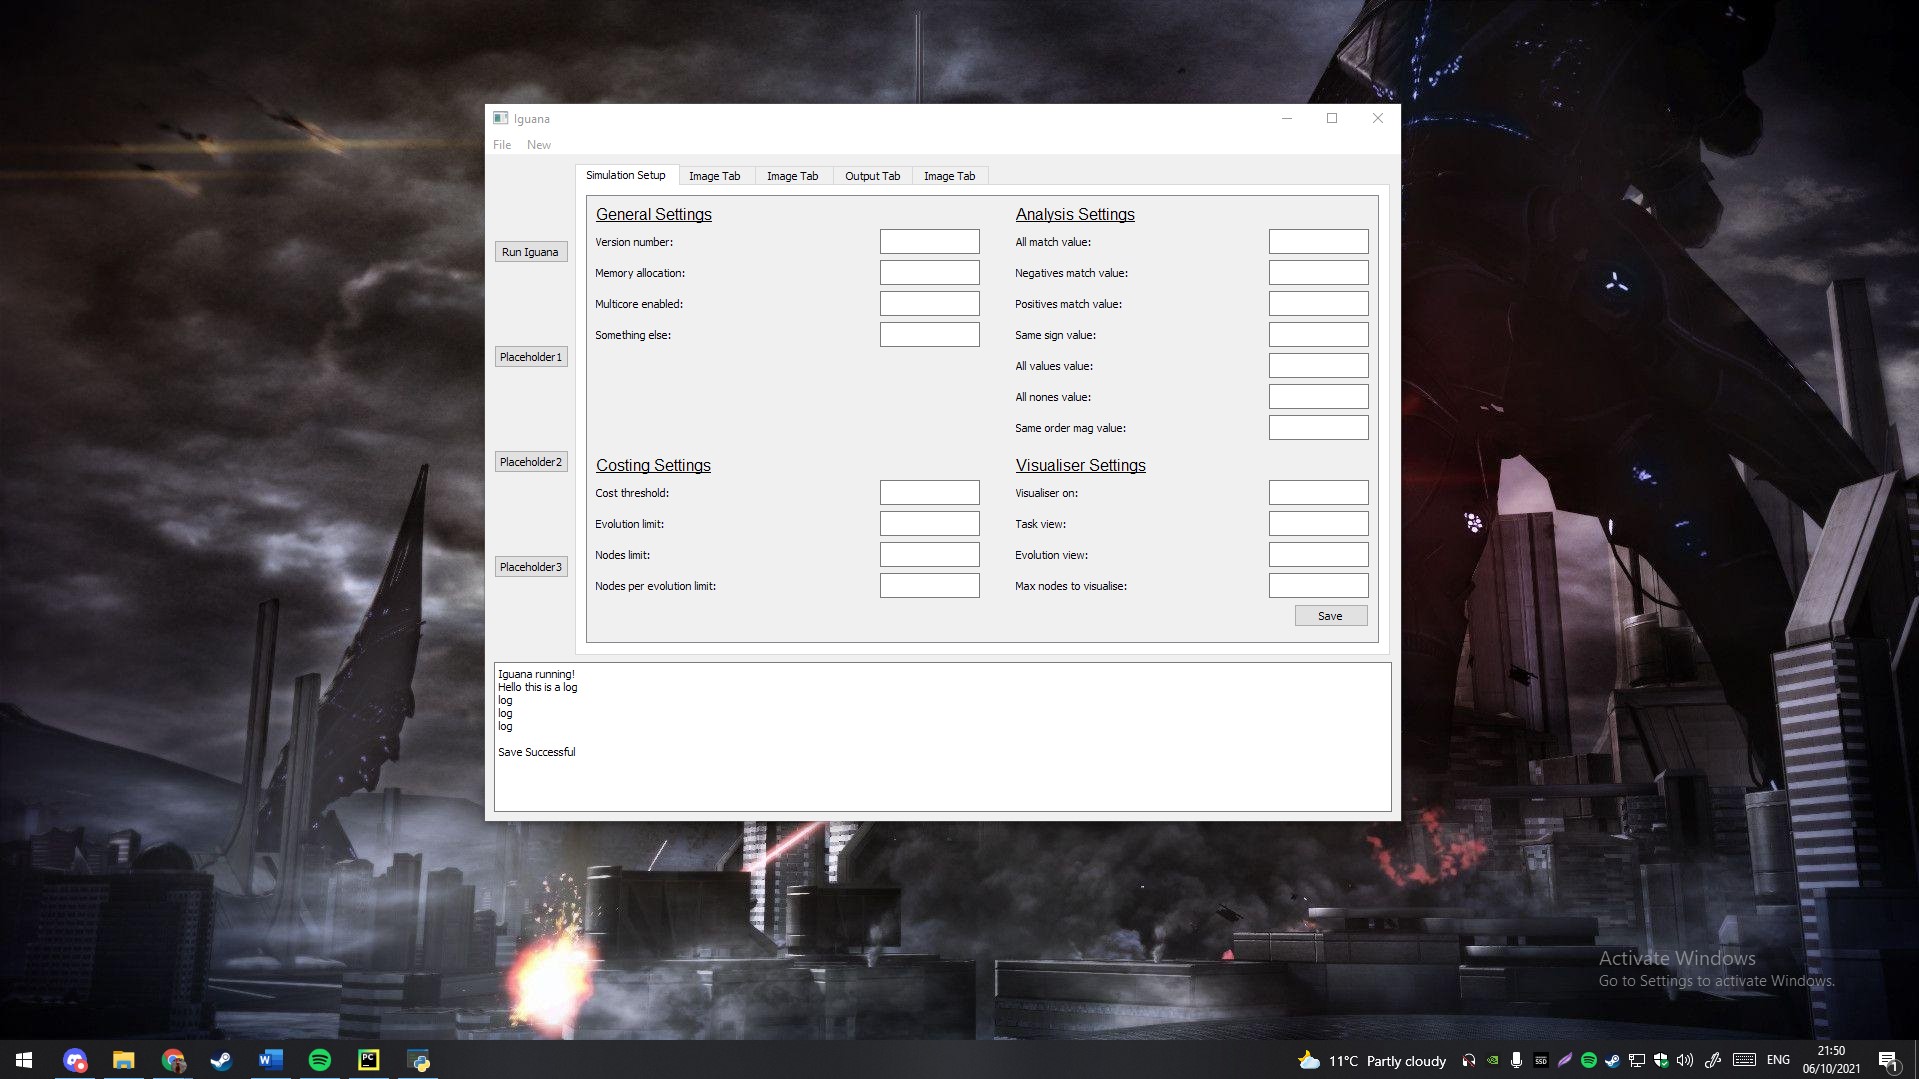 Iguana
File New
Simulation Setup Image Tab Image Tab Output Tab Image Tab
Run Iguana
Placeholder1
Placeholder2
Placeholder3
General Settings
Version number:
Memory allocation:
Multicore enabled:
Something else:
Analysis Settings
All match value:
Negatives match value:
Positives match value:
Same sign value:
All values value:
All nones value:
Same order mag value:
Costing Settings
Cost threshold:
Evolution limit:
Nodes limit:
Nodes per evolution limit:
Visualiser Settings
Visualiser on:
Task view:
Evolution view:
Max nodes to visualise:
Save
Iguana running!
Hello this is a log
log
log
log
Save Successful
Activate Windows
Go to Settings to activate Windows.
W PC 11°C Partly cloudy SSD ENG
21:50
06/10/2021
1